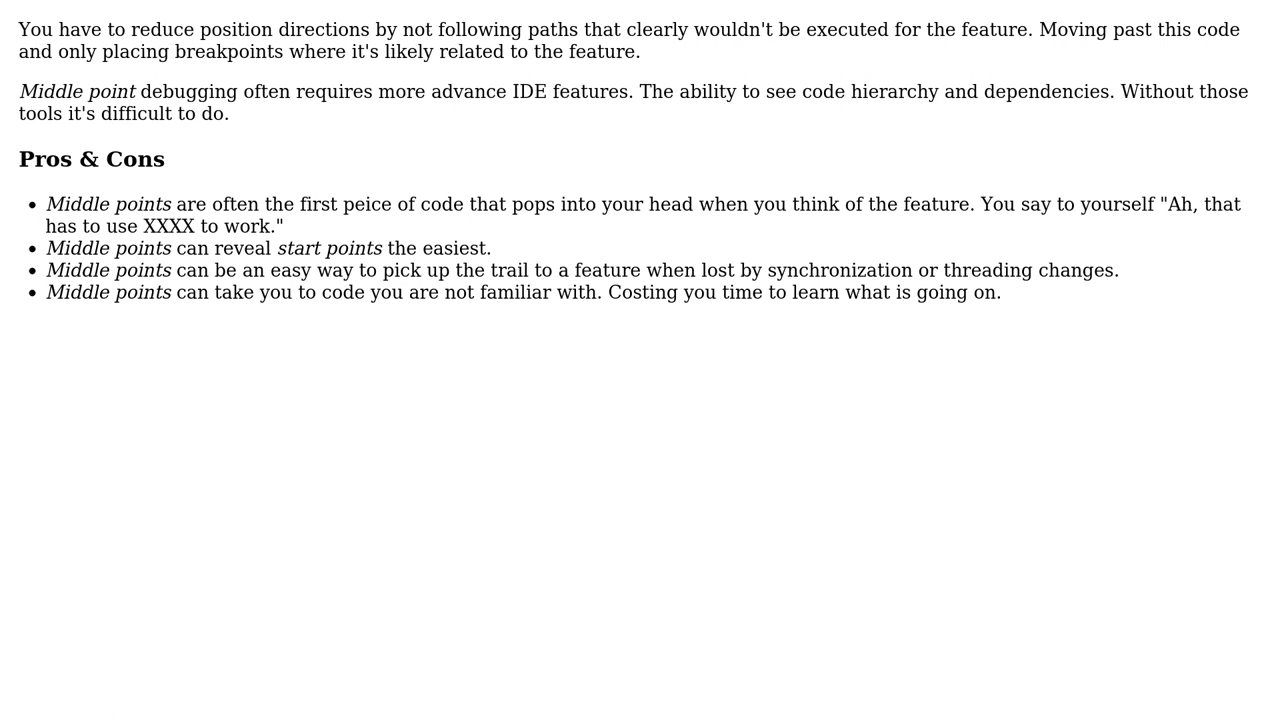 You have to reduce position directions by not following paths that clearly wouldn't be executed for the feature. Moving past this code
and only placing breakpoints where it's likely related to the feature.
Middle point debugging often requires more advance IDE features. The ability to see code hierarchy and dependencies. Without those
tools it's difficult to do.
Pros & Cons
• Middle points are often the first peice of code that pops into your head when you think of the feature. You say to yourself "Ah, that
has to use XXXX to work."
• Middle points can reveal start points the easiest.
• Middle points can be an easy way to pick up the trail to a feature when lost by synchronization or threading changes.
• Middle points can take you to code you are not familiar with. Costing you time to learn what is going on.